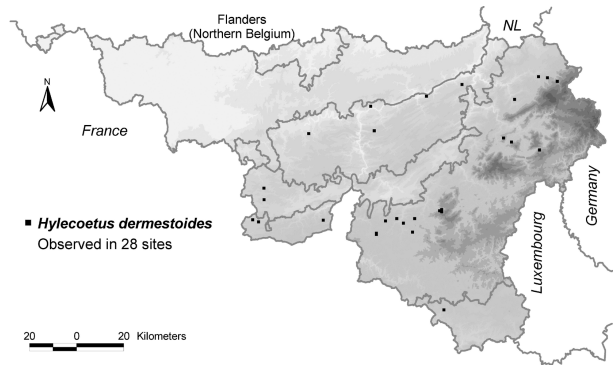 Flanders
(Northern Belgium)
NL
N
France
Hylecoetus dermestoides
Observed in 28 sites
Luxembourg
Germany
20 0 20 Kilometers